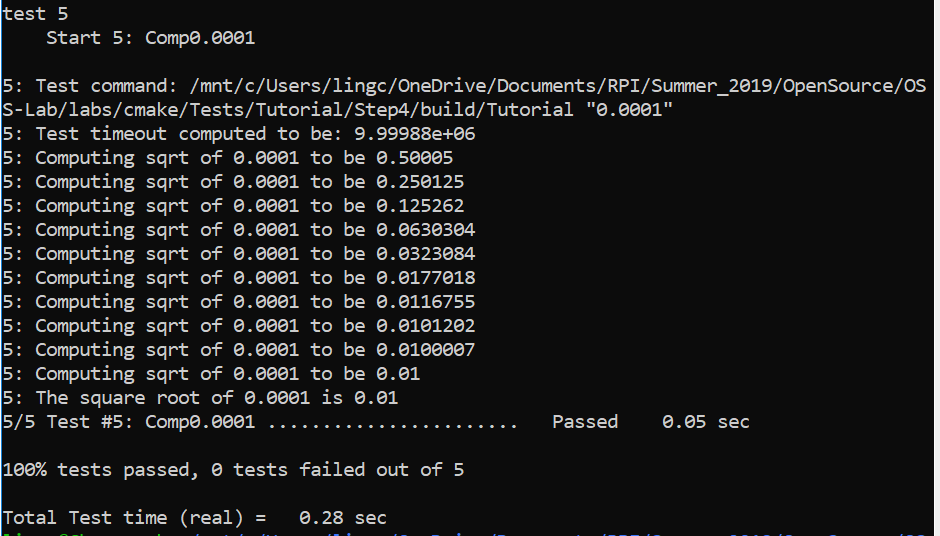 test 5
    Start 5: Comp0.0001

5: Test command: /mnt/c/Users/lingc/OneDrive/Documents/RPI/Summer_2019/OpenSource/OS
S-Lab/labs/cmake/Tests/Tutorial/Step4/build/Tutorial "0.0001"
5: Test timeout computed to be: 9.99988e+06
5: Computing sqrt of 0.0001 to be 0.50005
5: Computing sqrt of 0.0001 to be 0.250125
5: Computing sqrt of 0.0001 to be 0.125262
5: Computing sqrt of 0.0001 to be 0.0630304
5: Computing sqrt of 0.0001 to be 0.0323084
5: Computing sqrt of 0.0001 to be 0.0177018
5: Computing sqrt of 0.0001 to be 0.0116755
5: Computing sqrt of 0.0001 to be 0.0101202
5: Computing sqrt of 0.0001 to be 0.0100007
5: Computing sqrt of 0.0001 to be 0.01
5: The square root of 0.0001 is 0.01
5/5 Test #5: Comp0.0001 .......................   Passed    0.05 sec

100% tests passed, 0 tests failed out of 5

Total Test time (real) =   0.28 sec